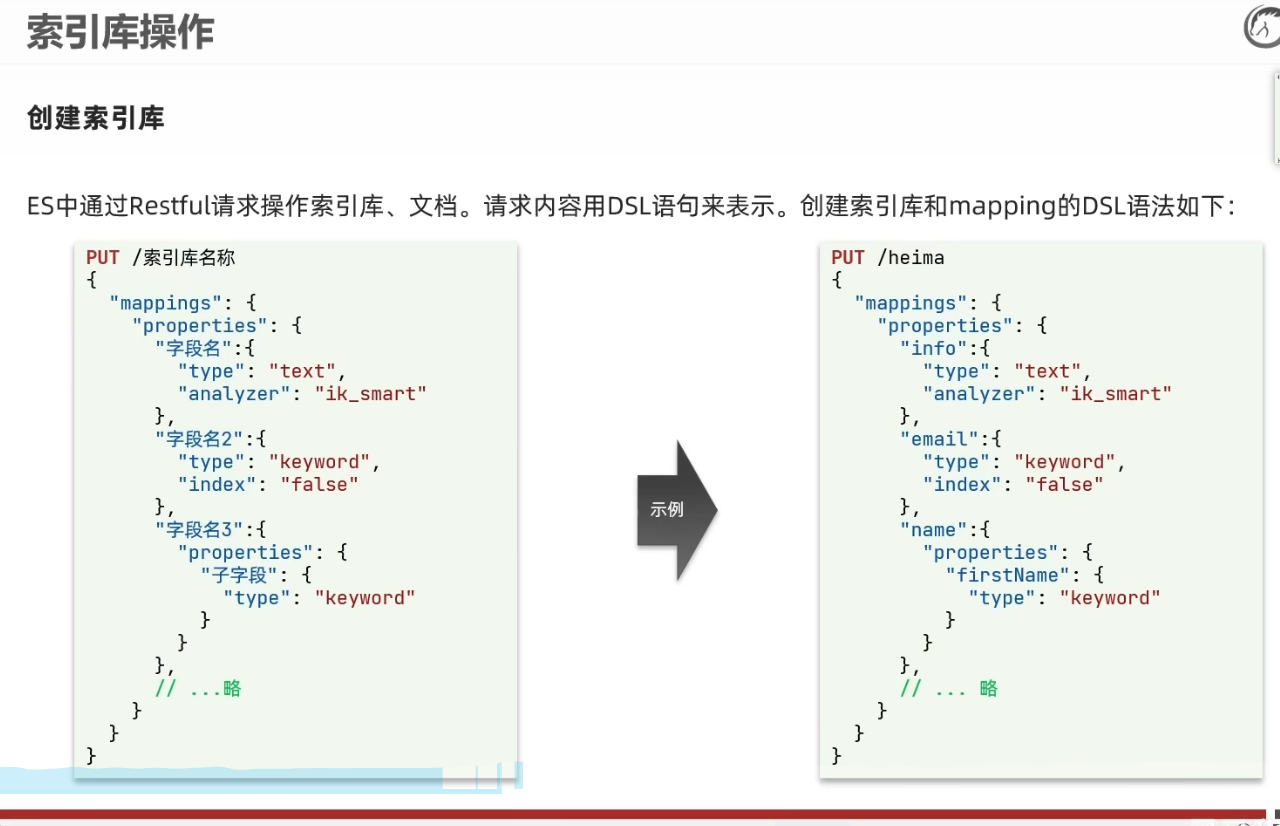 索引库操作
创建索引库
ES中通过Restful请求操作索引库、文档。请求内容用DSL语句来表示。创建索引库和mapping的DSL语法如下：
PUT /索引库名称
{
  "mappings": {
    "properties": {
      "字段名":{
        "type": "text",
        "analyzer": "ik_smart"
      },
      "字段名2":{
        "type": "keyword",
        "index": "false"
      },
      "字段名3":{
        "properties": {
          "子字段": {
            "type": "keyword"
          }
        }
      },
      // ...略
    }
  }
}
示例
PUT /heima
{
  "mappings": {
    "properties": {
      "info":{
        "type": "text",
        "analyzer": "ik_smart"
      },
      "email":{
        "type": "keyword",
        "index": "false"
      },
      "name":{
        "properties": {
          "firstName": {
            "type": "keyword"
          }
        }
      },
      // ... 略
    }
  }
}